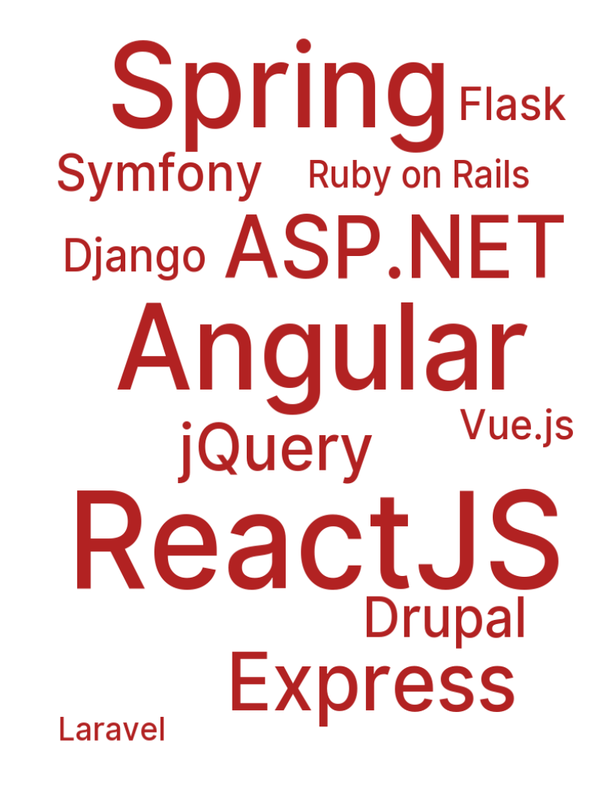 Spring
Flask
Symfony
Ruby on Rails
Django
ASP.NET
Angular
Vue.js
jQuery
ReactJS
Drupal
Express
Laravel